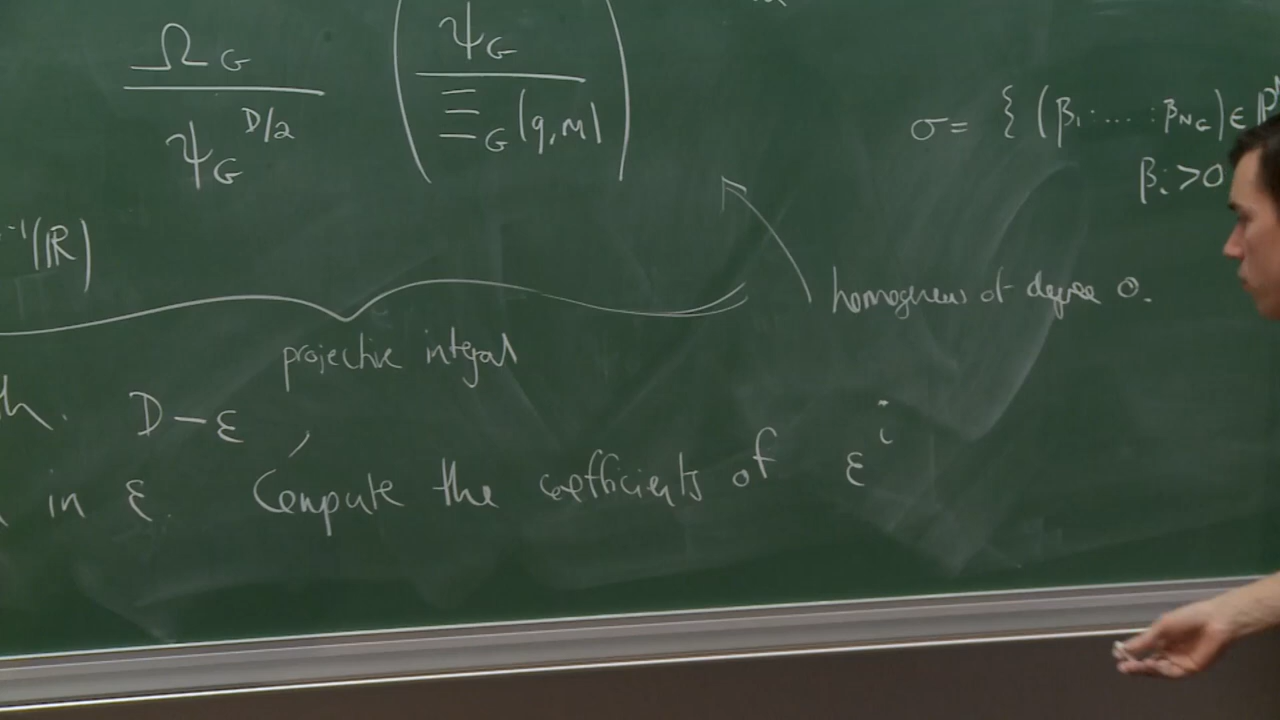 Ω_G / Ψ_G^{D/2} ( Ψ_G / Ξ_G(q,m) )
σ = { (β_1 : ... : β_{N_G}) ∈ ℙ
β_i > 0
-1(ℝ)
homogeneous of degree 0.
projective integral
D-ε,
in ε. Compute the coefficients of ε^i